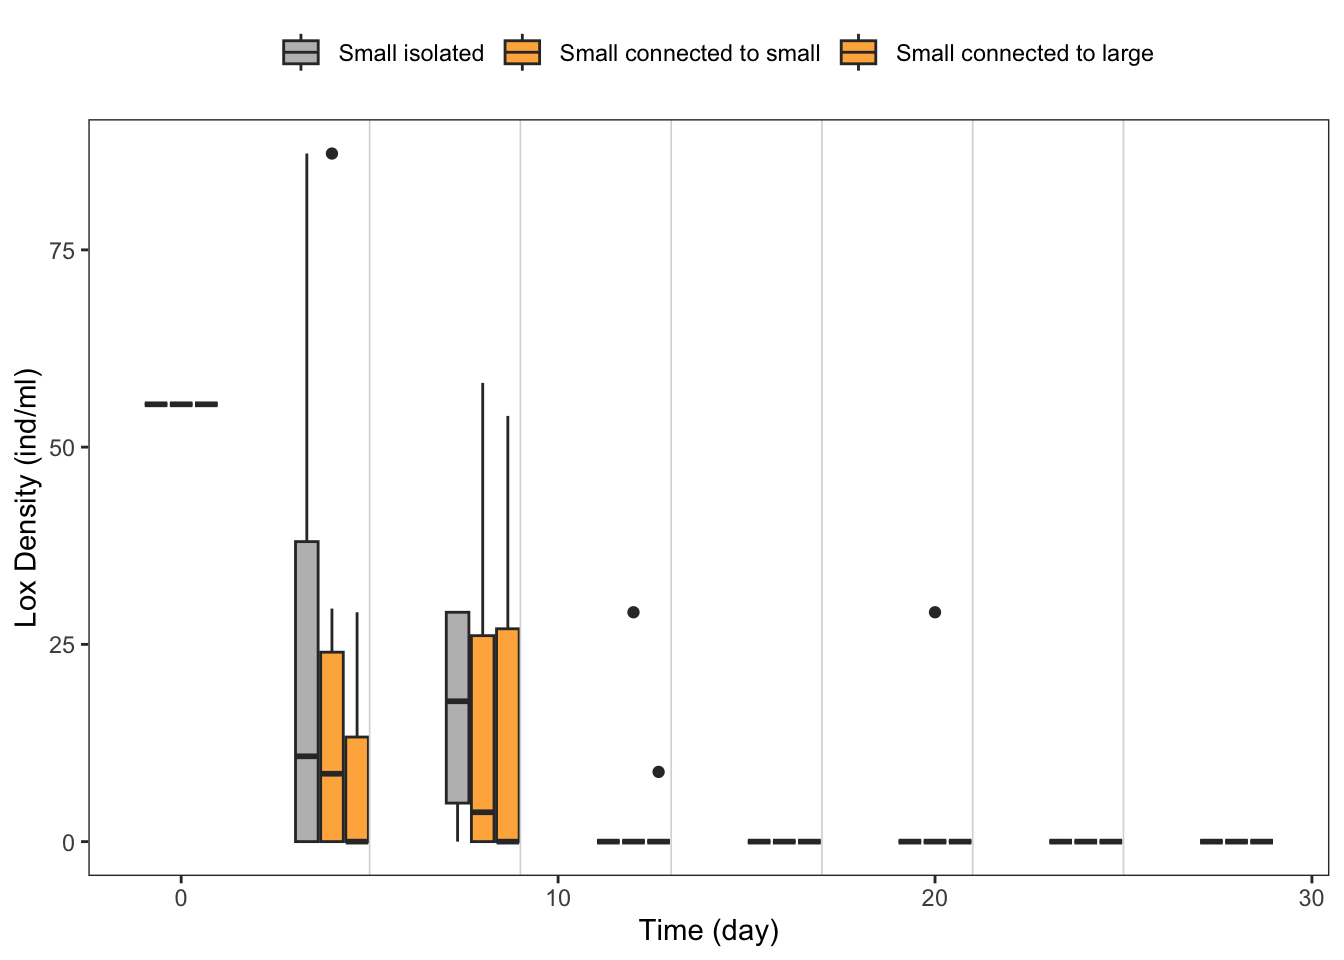 Small isolated Small connected to small Small connected to large
Lox Density (ind/ml)
75
50
25
0
0 10 20 30
Time (day)